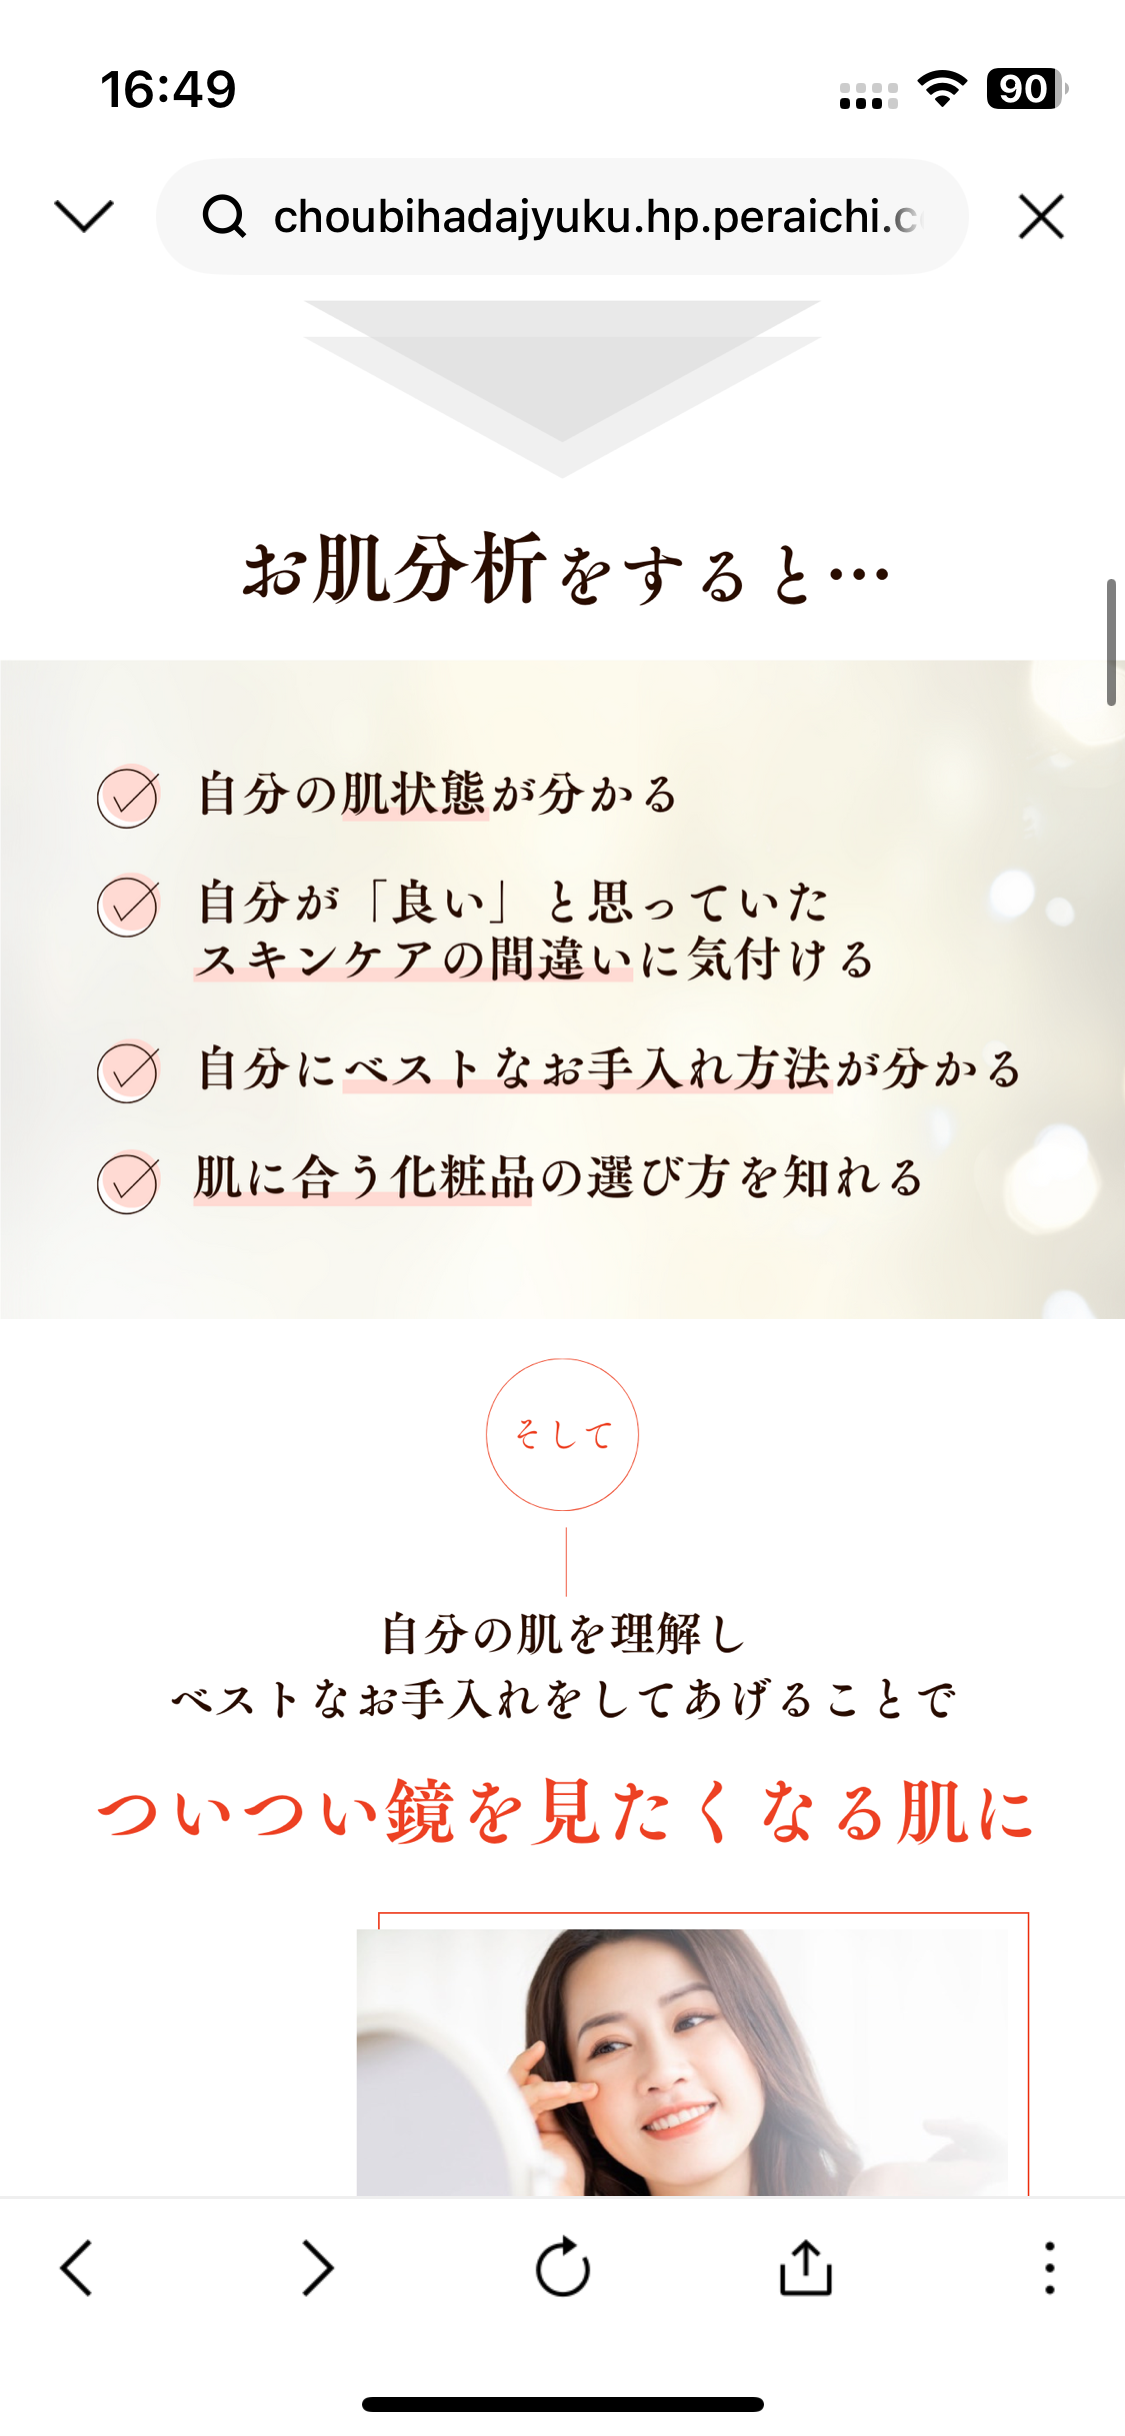 16:49
90
choubihadajyuku.hp.peraichi.c
お肌分析をすると…
自分の肌状態が分かる
自分が「良い」と思っていた
スキンケアの間違いに気付ける
自分にベストなお手入れ方法が分かる
肌に合う化粧品の選び方を知れる
そして
自分の肌を理解し
ベストなお手入れをしてあげることで
ついつい鏡を見たくなる肌に